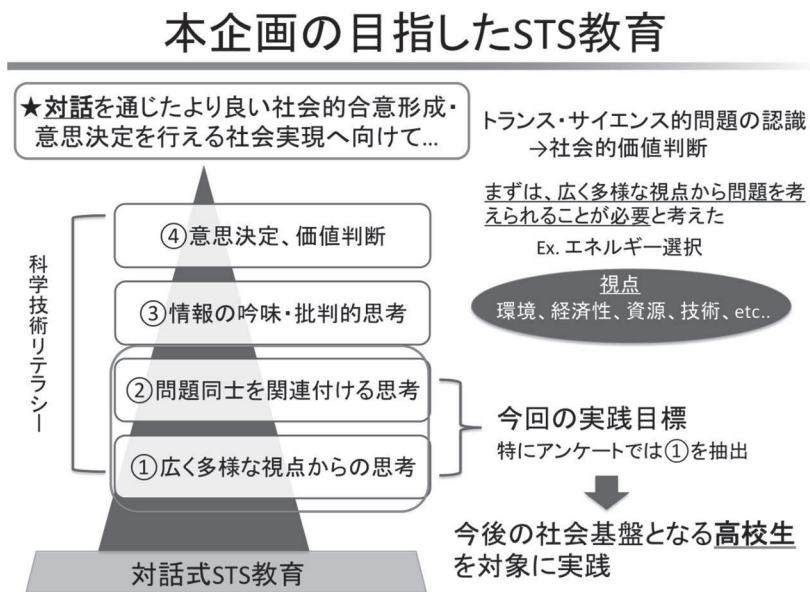 本企画の目指したSTS教育
★対話を通じたより良い社会的合意形成・
意思決定を行える社会実現へ向けて…
トランス・サイエンス的問題の認識
→社会的価値判断
まずは、広く多様な視点から問題を考
えられることが必要と考えた
Ex. エネルギー選択
視点
環境、経済性、資源、技術、etc..
科学技術リテラシー
④意思決定、価値判断
③情報の吟味・批判的思考
②問題同士を関連付ける思考
①広く多様な視点からの思考
今回の実践目標
特にアンケートでは①を抽出
今後の社会基盤となる高校生
を対象に実践
対話式STS教育